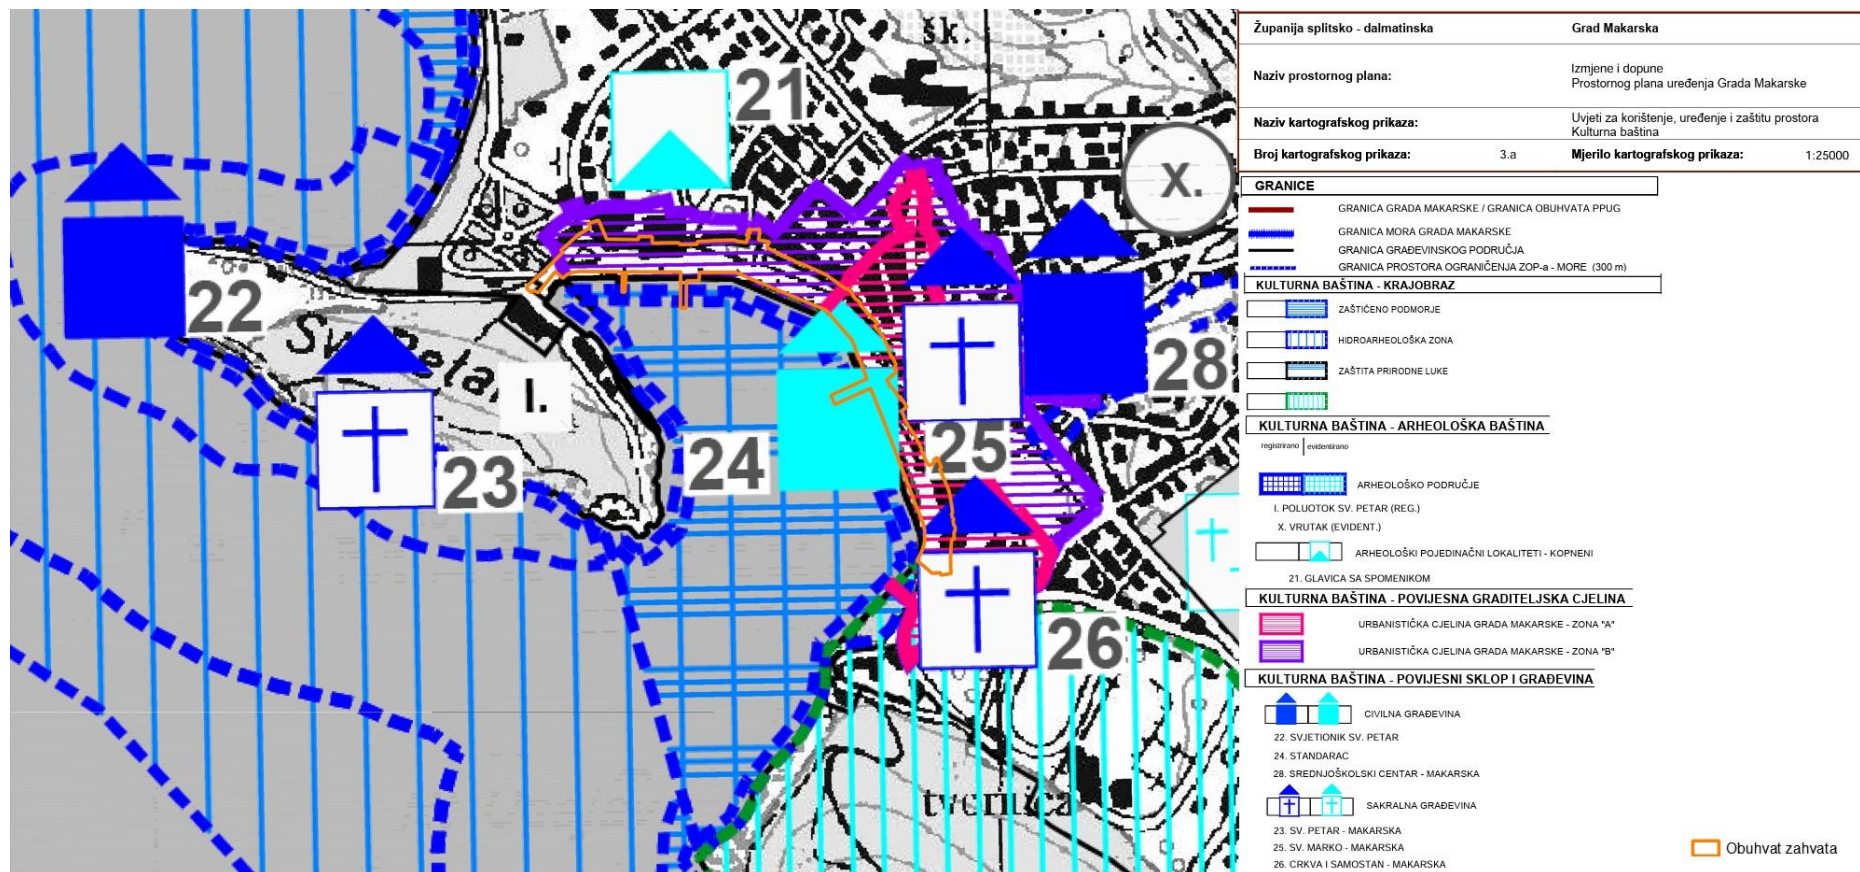 šk.
21
X.
22
Sv. Petar
I.
28
24
25
23
26
tvornica
Županija splitsko - dalmatinska
Grad Makarska
Naziv prostornog plana:
Izmjene i dopune
Prostornog plana uređenja Grada Makarske
Naziv kartografskog prikaza:
Uvjeti za korištenje, uređenje i zaštitu prostora
Kulturna baština
Broj kartografskog prikaza: 3.a Mjerilo kartografskog prikaza: 1:25000
GRANICE
GRANICA GRADA MAKARSKE / GRANICA OBUHVATA PPUG
GRANICA MORA GRADA MAKARSKE
GRANICA GRAĐEVINSKOG PODRUČJA
GRANICA PROSTORA OGRANIČENJA ZOP-a - MORE (300 m)
KULTURNA BAŠTINA - KRAJOBRAZ
ZAŠTIĆENO PODMORJE
HIDROARHEOLOŠKA ZONA
ZAŠTITA PRIRODNE LUKE
KULTURNA BAŠTINA - ARHEOLOŠKA BAŠTINA
registrirano evidentirano
ARHEOLOŠKO PODRUČJE
I. POLUOTOK SV. PETAR (REG.)
X. VRUTAK (EVIDENT.)
ARHEOLOŠKI POJEDINAČNI LOKALITETI - KOPNENI
21. GLAVICA SA SPOMENIKOM
KULTURNA BAŠTINA - POVIJESNA GRADITELJSKA CJELINA
URBANISTIČKA CJELINA GRADA MAKARSKE - ZONA "A"
URBANISTIČKA CJELINA GRADA MAKARSKE - ZONA "B"
KULTURNA BAŠTINA - POVIJESNI SKLOP I GRAĐEVINA
CIVILNA GRAĐEVINA
22. SVJETIONIK SV. PETAR
24. STANDARAC
28. SREDNJOŠKOLSKI CENTAR - MAKARSKA
SAKRALNA GRAĐEVINA
23. SV. PETAR - MAKARSKA
25. SV. MARKO - MAKARSKA
26. CRKVA I SAMOSTAN - MAKARSKA
Obuhvat zahvata